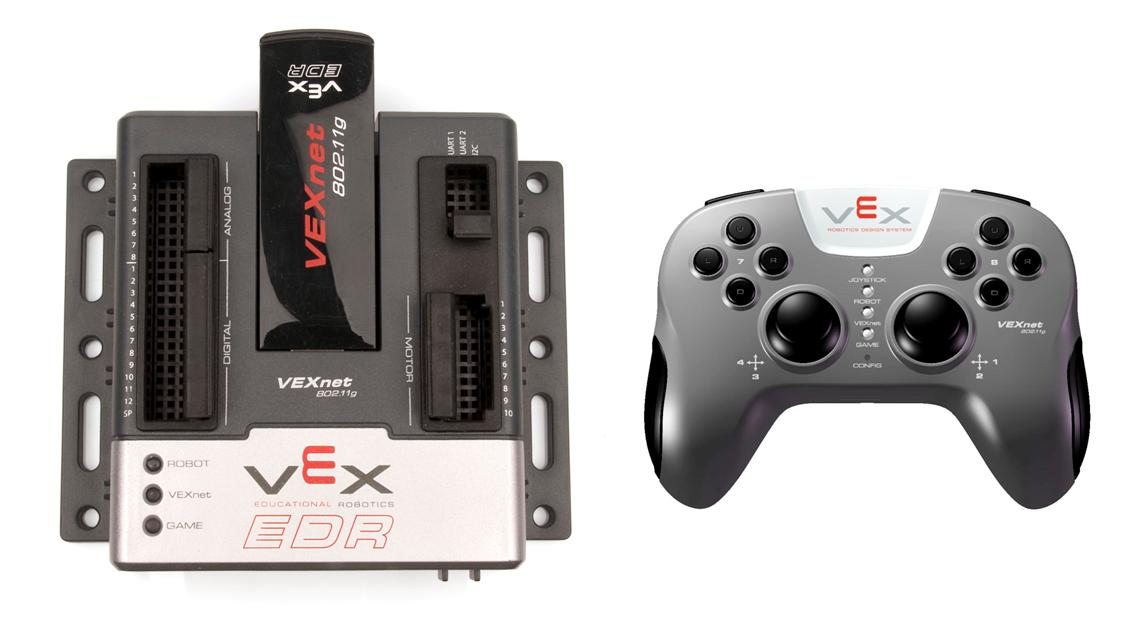 VEX
EDR
VEXnet
802.11g
UART 1
UART 2
I2C
1
2
3
4
5
6
7
8
ANALOG
1
2
3
4
5
6
7
8
9
10
11
12
SP
DIGITAL
MOTOR
1
2
3
4
5
6
7
8
9
10
VEXnet
802.11g
ROBOT
VEXnet
GAME
VEX
EDUCATIONAL ROBOTICS
EDR
VEX
ROBOTICS DESIGN SYSTEM
U
L
7
R
D
U
L
8
R
D
JOYSTICK
ROBOT
VEXnet
GAME
CONFIG
VEXnet
802.11g
4
3
1
2